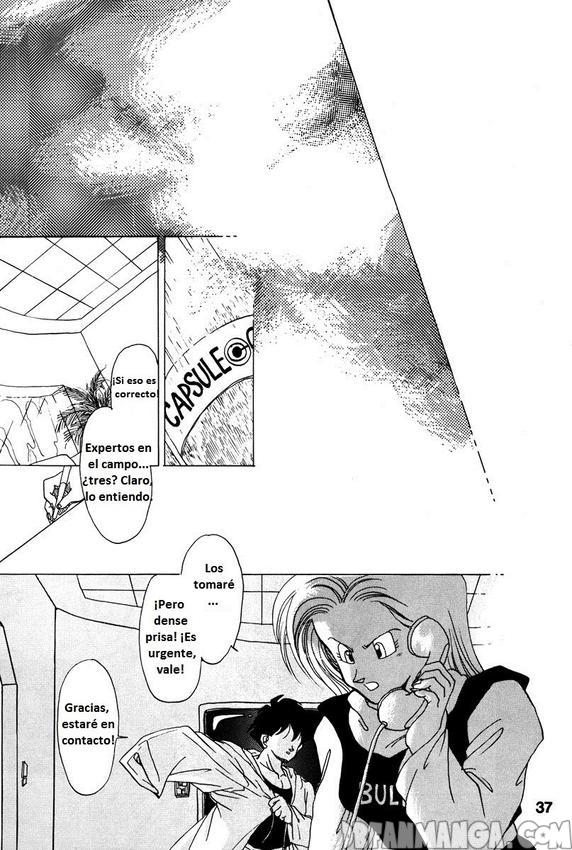 CAPSULE C
¡Si eso es
correcto!
Expertos en
el campo...
¿tres? Claro,
lo entiendo.
Los
tomaré
...
¡Pero
dense
prisa! ¡Es
urgente,
vale!
Gracias,
estaré en
contacto!
BUL
37
DBFANMANGA.COM